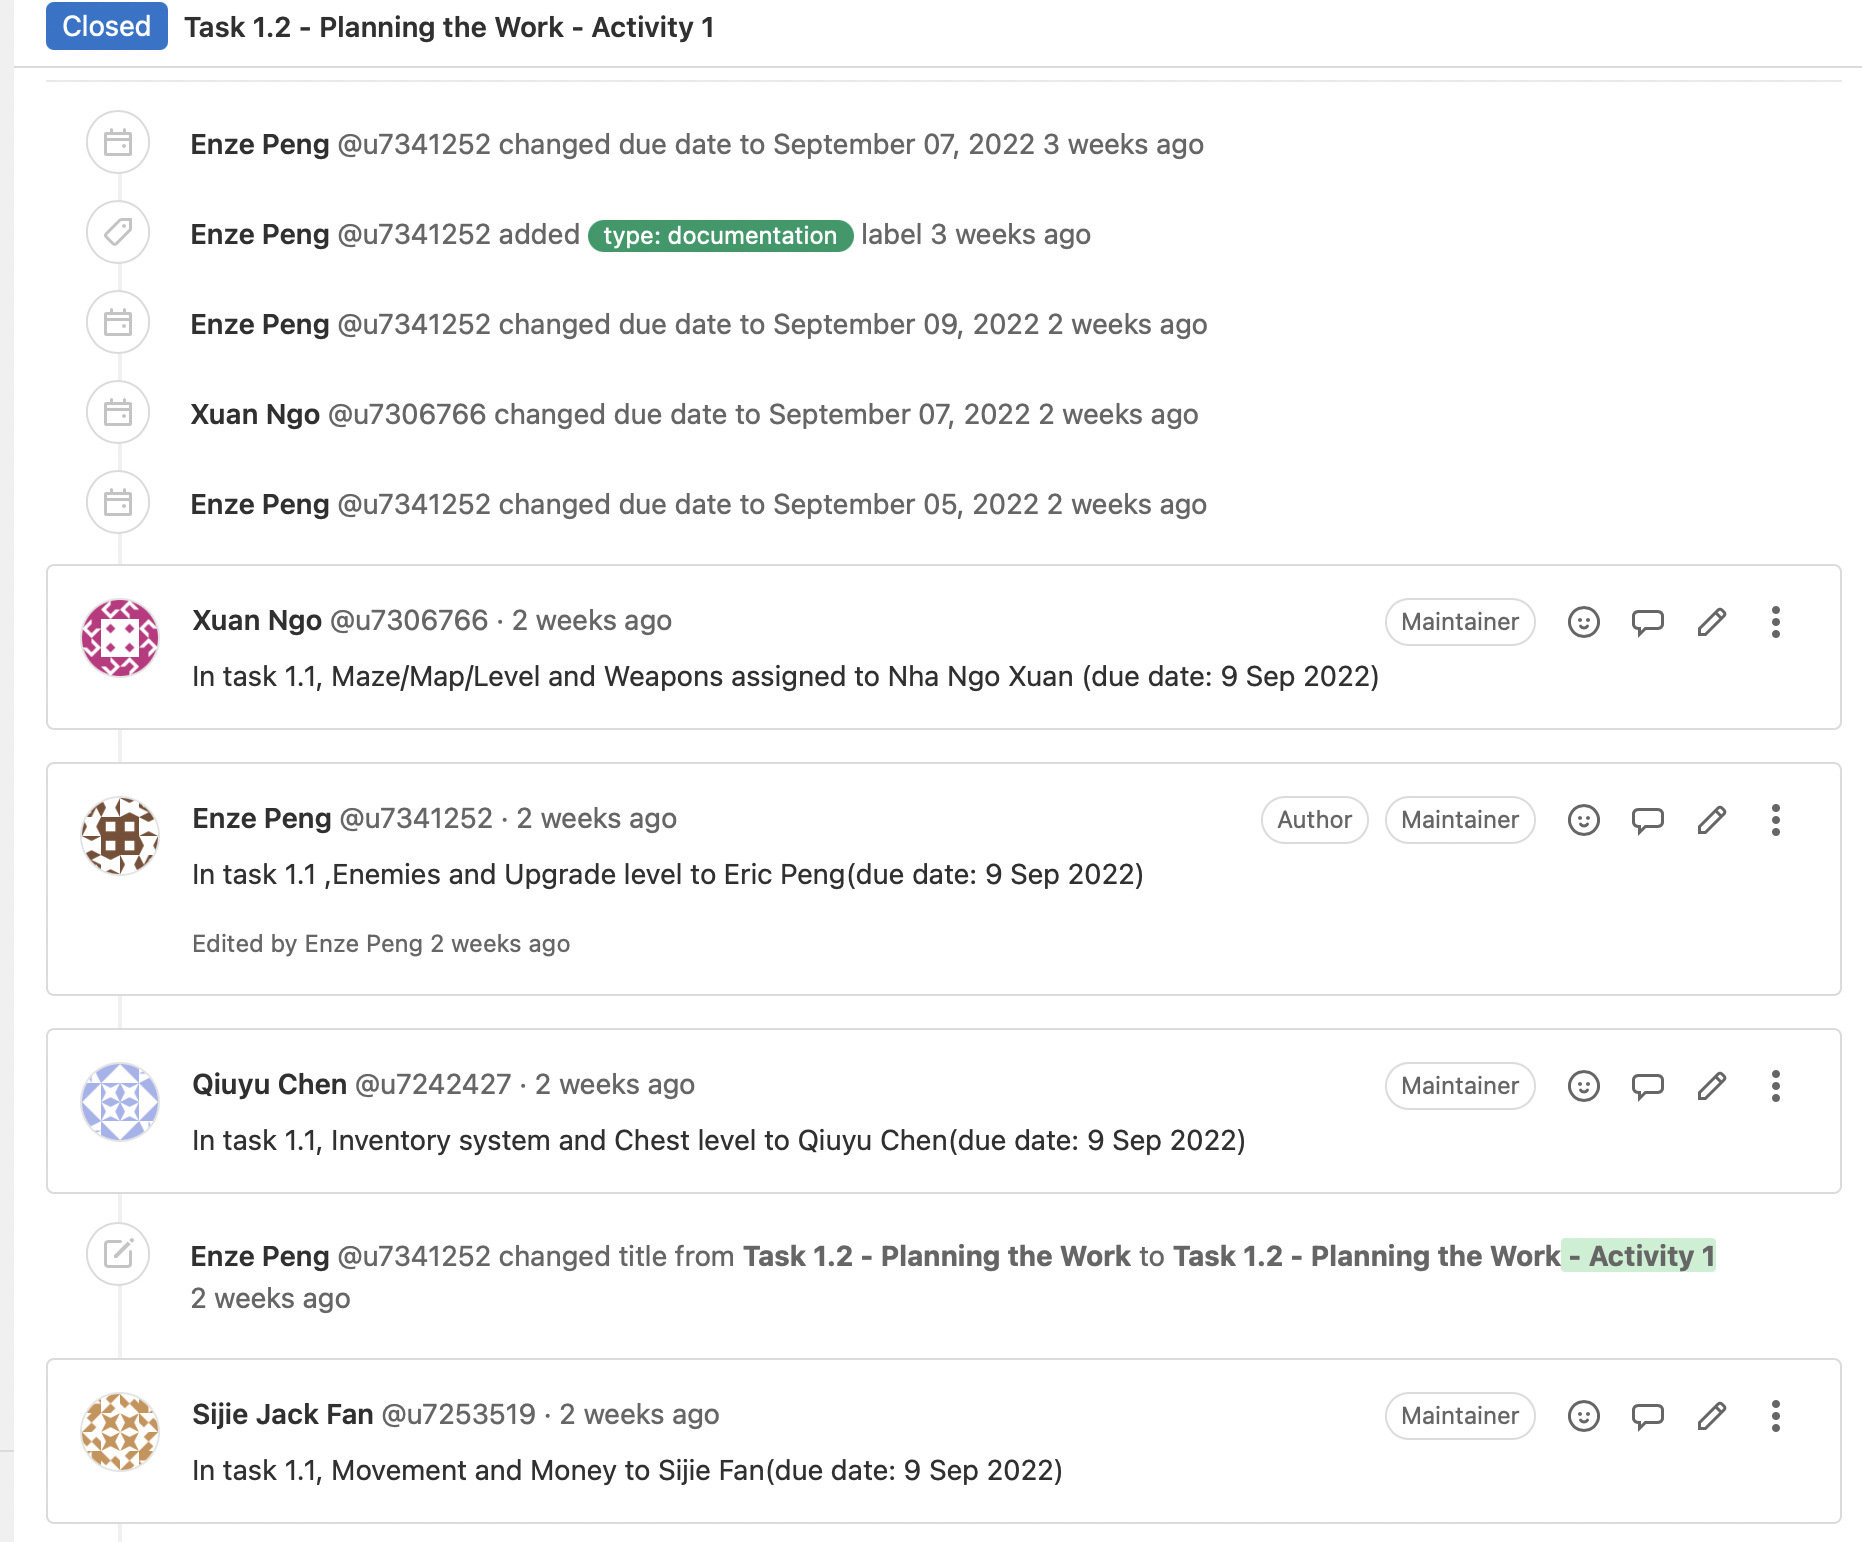 Closed Task 1.2 - Planning the Work - Activity 1
Enze Peng @u7341252 changed due date to September 07, 2022 3 weeks ago
Enze Peng @u7341252 added type: documentation label 3 weeks ago
Enze Peng @u7341252 changed due date to September 09, 2022 2 weeks ago
Xuan Ngo @u7306766 changed due date to September 07, 2022 2 weeks ago
Enze Peng @u7341252 changed due date to September 05, 2022 2 weeks ago
Xuan Ngo @u7306766 · 2 weeks ago Maintainer
In task 1.1, Maze/Map/Level and Weapons assigned to Nha Ngo Xuan (due date: 9 Sep 2022)
Enze Peng @u7341252 · 2 weeks ago Author Maintainer
In task 1.1 ,Enemies and Upgrade level to Eric Peng(due date: 9 Sep 2022)
Edited by Enze Peng 2 weeks ago
Qiuyu Chen @u7242427 · 2 weeks ago Maintainer
In task 1.1, Inventory system and Chest level to Qiuyu Chen(due date: 9 Sep 2022)
Enze Peng @u7341252 changed title from Task 1.2 - Planning the Work to Task 1.2 - Planning the Work - Activity 1
2 weeks ago
Sijie Jack Fan @u7253519 · 2 weeks ago Maintainer
In task 1.1, Movement and Money to Sijie Fan(due date: 9 Sep 2022)